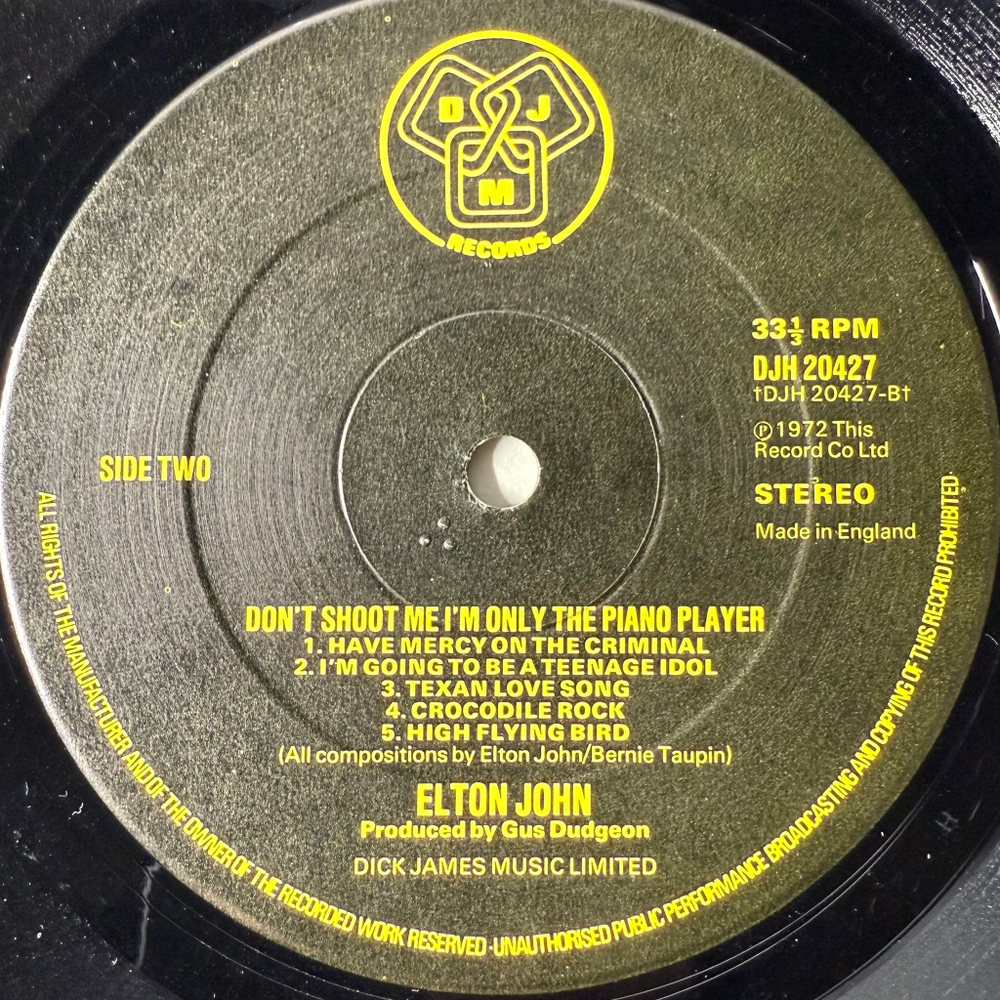 D J
M
RECORDS
33⅓ RPM
DJH 20427
†DJH 20427-B†
℗ 1972 This
Record Co Ltd
SIDE TWO
STEREO
Made in England
DON'T SHOOT ME I'M ONLY THE PIANO PLAYER
1. HAVE MERCY ON THE CRIMINAL
2. I'M GOING TO BE A TEENAGE IDOL
3. TEXAN LOVE SONG
4. CROCODILE ROCK
5. HIGH FLYING BIRD
(All compositions by Elton John/Bernie Taupin)
ELTON JOHN
Produced by Gus Dudgeon
DICK JAMES MUSIC LIMITED
ALL RIGHTS OF THE MANUFACTURER AND OF THE OWNER OF THE RECORDED WORK RESERVED · UNAUTHORISED PUBLIC PERFORMANCE BROADCASTING AND COPYING OF THIS RECORD PROHIBITED·